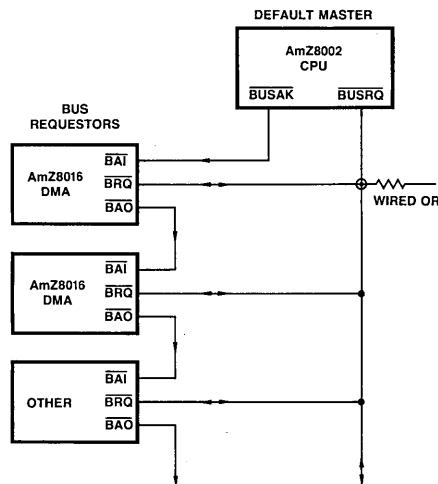 DEFAULT MASTER
AmZ8002
CPU
BUSAK BUSRQ
BUS
REQUESTORS
AmZ8016
DMA
BAI
BRQ
BAO
WIRED OR
AmZ8016
DMA
BAI
BRQ
BAO
OTHER
BAI
BRQ
BAO